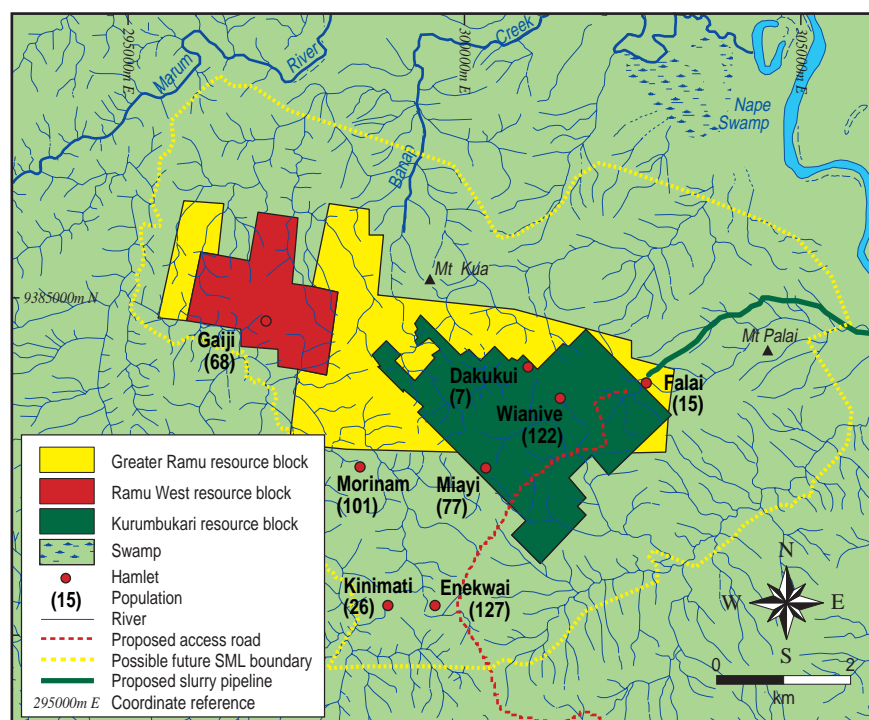 295000m E
300000m E
305000m E
Marum
River
Creek
Banap
Nape
Swamp
Mt Kua
9385000m N
Mt Palai
Gaiji
(68)
Dakukui
(7)
Falai
(15)
Wianive
(122)
Morinam
(101)
Miayi
(77)
Kinimati
(26)
Enekwai
(127)
Greater Ramu resource block
Ramu West resource block
Kurumbukari resource block
Swamp
Hamlet
(15) Population
River
Proposed access road
Possible future SML boundary
Proposed slurry pipeline
295000m E Coordinate reference
N
W E
S
0 2
km